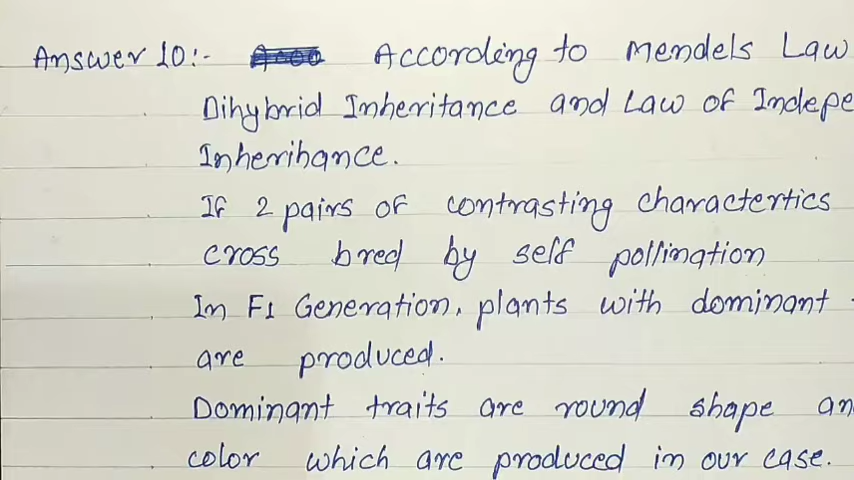 Answer 10:- According to Mendels Law
Dihybrid Inheritance and Law of Indepe
Inherihance.
If 2 pairs of contrasting charactertics
cross bred by self pollination
In F1 Generation, plants with dominant
are produced.
Dominant traits are round shape an
color which are produced in our case.